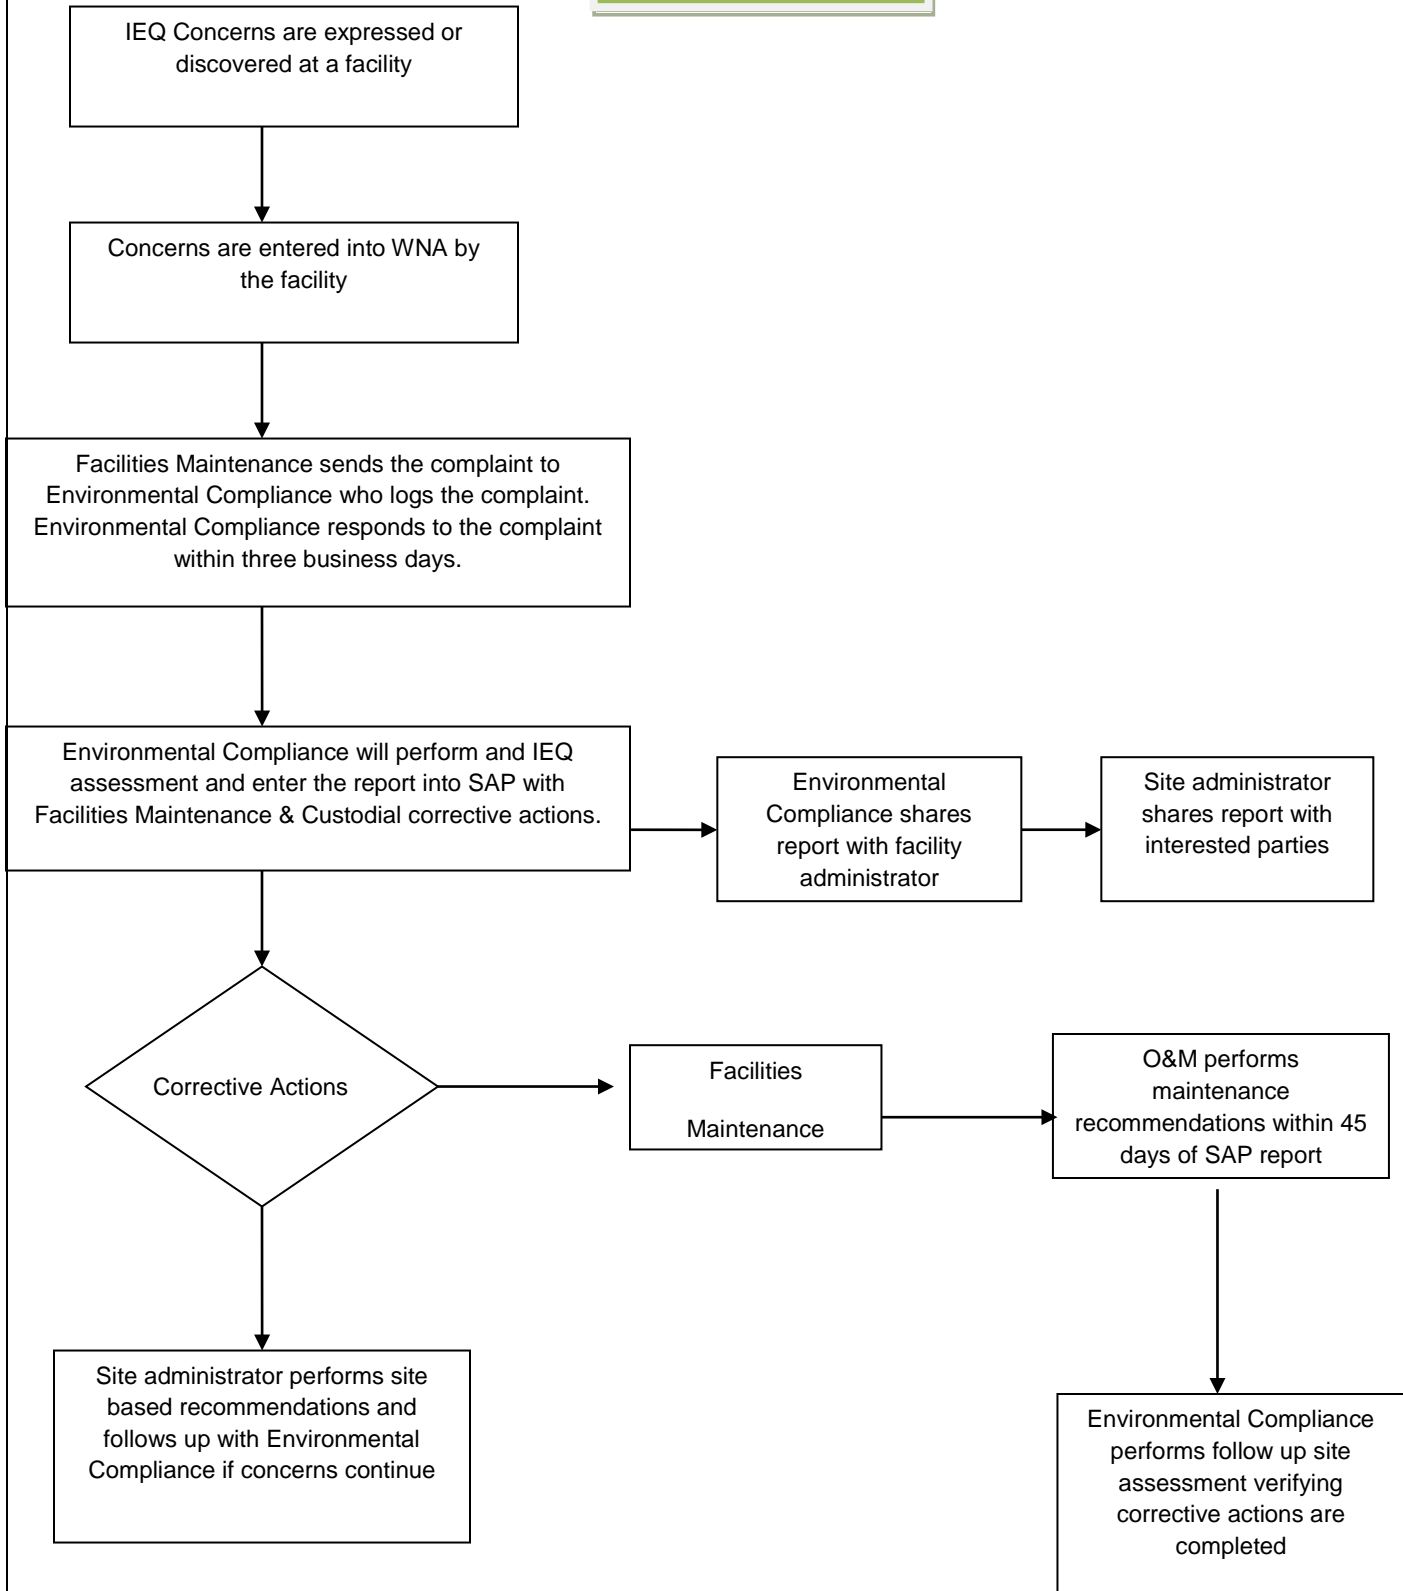 IEQ Concerns are expressed or
discovered at a facility
Concerns are entered into WNA by
the facility
Facilities Maintenance sends the complaint to
Environmental Compliance who logs the complaint.
Environmental Compliance responds to the complaint
within three business days.
Environmental Compliance will perform and IEQ
assessment and enter the report into SAP with
Facilities Maintenance & Custodial corrective actions.
Environmental
Compliance shares
report with facility
administrator
Site administrator
shares report with
interested parties
Corrective Actions
Facilities
Maintenance
O&M performs
maintenance
recommendations within 45
days of SAP report
Site administrator performs site
based recommendations and
follows up with Environmental
Compliance if concerns continue
Environmental Compliance
performs follow up site
assessment verifying
corrective actions are
completed